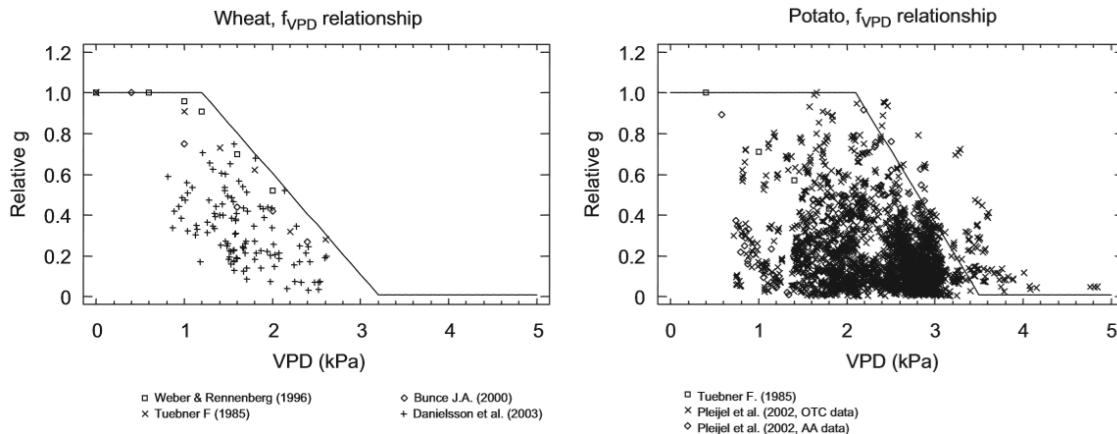 Wheat, fVPD relationship
1.2
1.0
0.8
0.6
0.4
0.2
0
Relative g
0 1 2 3 4 5
VPD (kPa)
□ Weber & Rennenberg (1996)
× Tuebner F (1985)
◇ Bunce J.A. (2000)
+ Danielsson et al. (2003)
Potato, fVPD relationship
1.2
1.0
0.8
0.6
0.4
0.2
0
Relative g
0 1 2 3 4 5
VPD (kPa)
□ Tuebner F. (1985)
× Pleijel et al. (2002, OTC data)
◇ Pleijel et al. (2002, AA data)